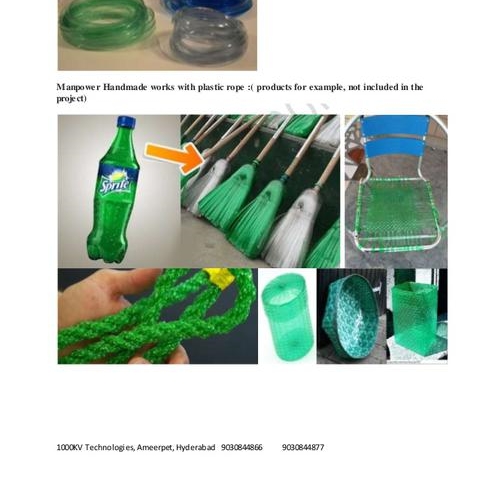 Manpower Handmade works with plastic rope :( products for example, not included in the
project)
Sprite
1000KV Technologies, Ameerpet, Hyderabad 9030844866 9030844877